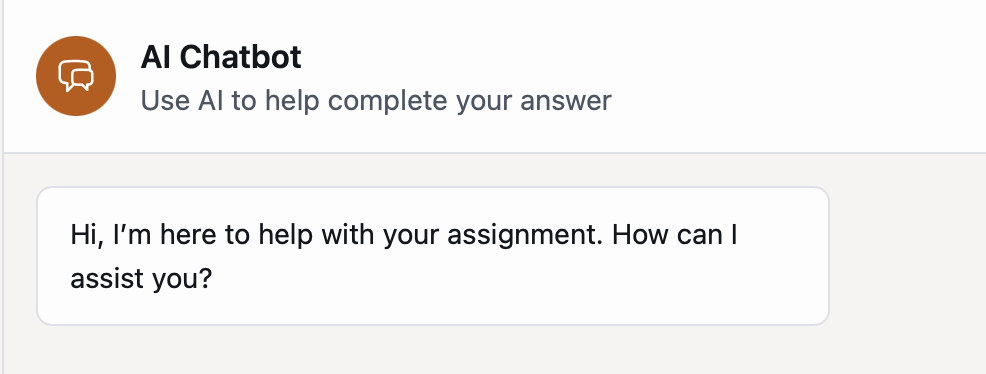 AI Chatbot
Use AI to help complete your answer
Hi, I’m here to help with your assignment. How can I
assist you?